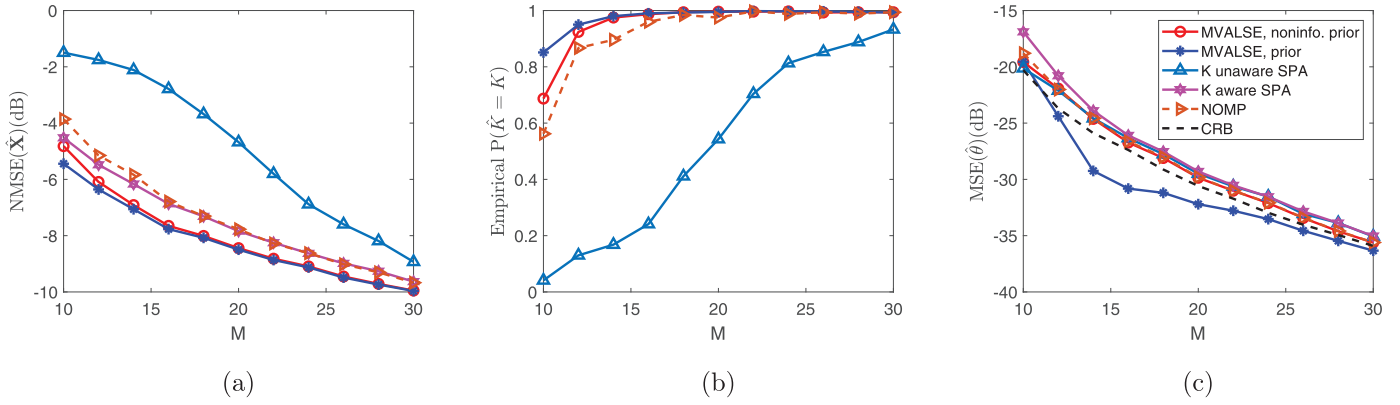 NMSE(X̂)(dB)
0
-2
-4
-6
-8
-10
10 15 20 25 30
M
(a)
Empirical P(K̂ = K)
1
0.8
0.6
0.4
0.2
0
10 15 20 25 30
M
(b)
MSE(θ̂)(dB)
-15
-20
-25
-30
-35
-40
MVALSE, noninfo. prior
MVALSE, prior
K unaware SPA
K aware SPA
NOMP
CRB
10 15 20 25 30
M
(c)